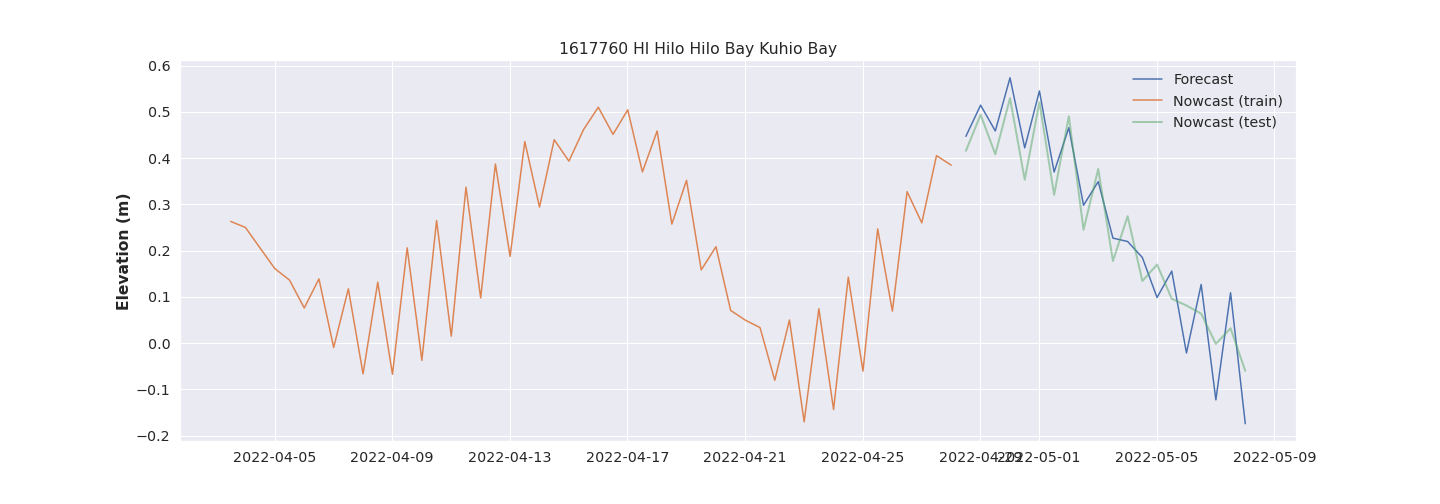 1617760 HI Hilo Hilo Bay Kuhio Bay
Elevation (m)
0.6
0.5
0.4
0.3
0.2
0.1
0.0
−0.1
−0.2
Forecast
Nowcast (train)
Nowcast (test)
2022-04-05 2022-04-09 2022-04-13 2022-04-17 2022-04-21 2022-04-25 2022-04-29 2022-05-01 2022-05-05 2022-05-09